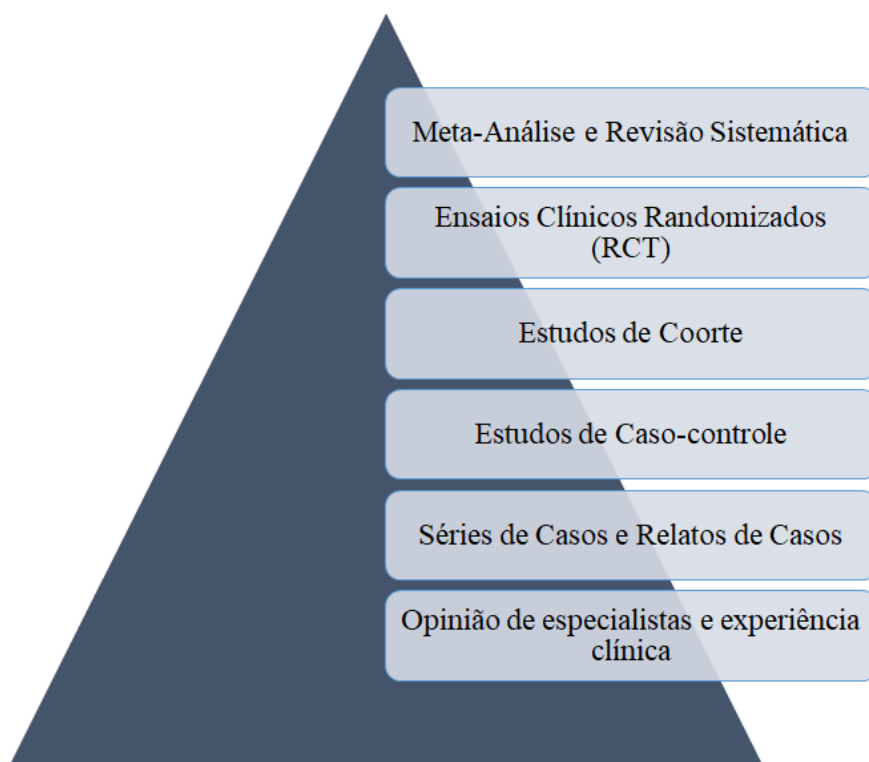 Meta-Análise e Revisão Sistemática
Ensaios Clínicos Randomizados
(RCT)
Estudos de Coorte
Estudos de Caso-controle
Séries de Casos e Relatos de Casos
Opinião de especialistas e experiência
clínica